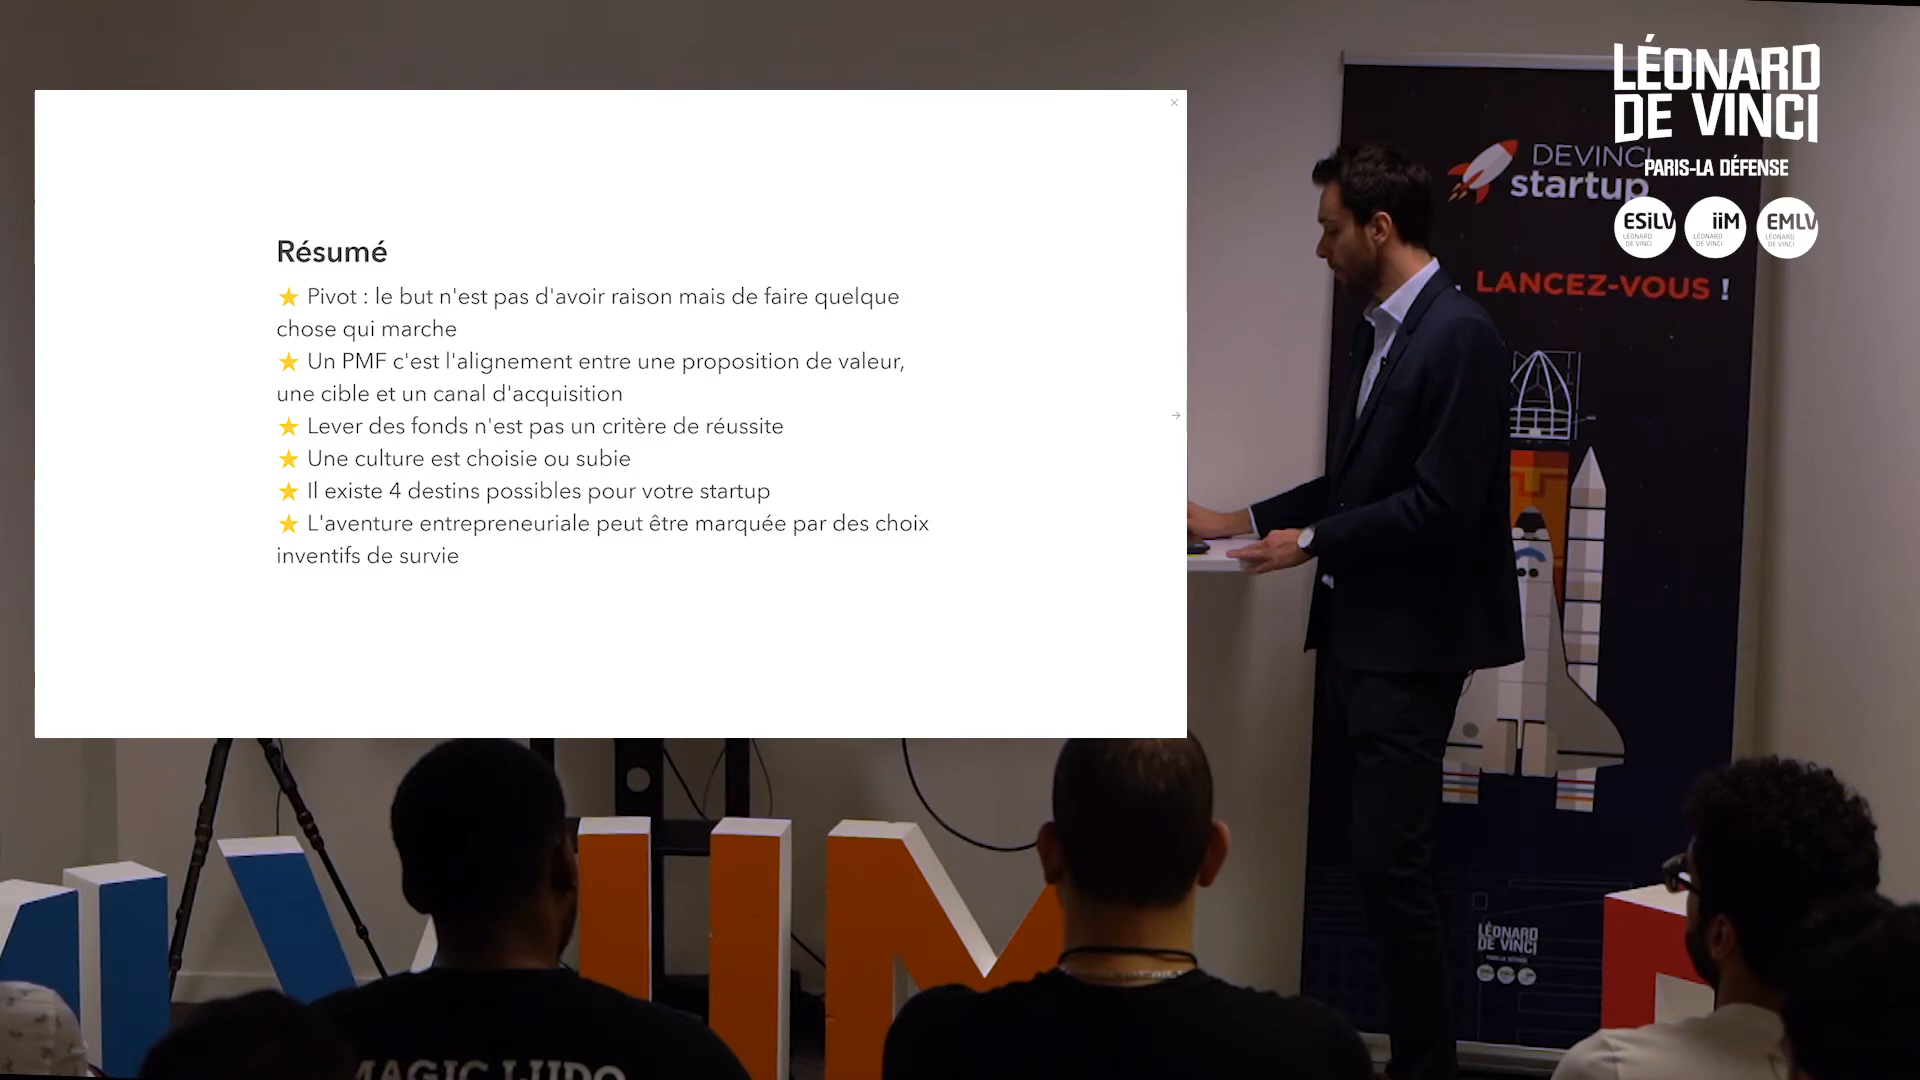 Résumé
⭐ Pivot : le but n'est pas d'avoir raison mais de faire quelque
chose qui marche
⭐ Un PMF c'est l'alignement entre une proposition de valeur,
une cible et un canal d'acquisition
⭐ Lever des fonds n'est pas un critère de réussite
⭐ Une culture est choisie ou subie
⭐ Il existe 4 destins possibles pour votre startup
⭐ L'aventure entrepreneuriale peut être marquée par des choix
inventifs de survie
LÉONARD
DE VINCI
PARIS-LA DÉFENSE
ESILV
LÉONARD
DE VINCI
iiM
LÉONARD
DE VINCI
EMLV
LÉONARD
DE VINCI
DEVINCI
startup
LANCEZ-VOUS !
LÉONARD
DE VINCI
IIM
MAGIC LUDO